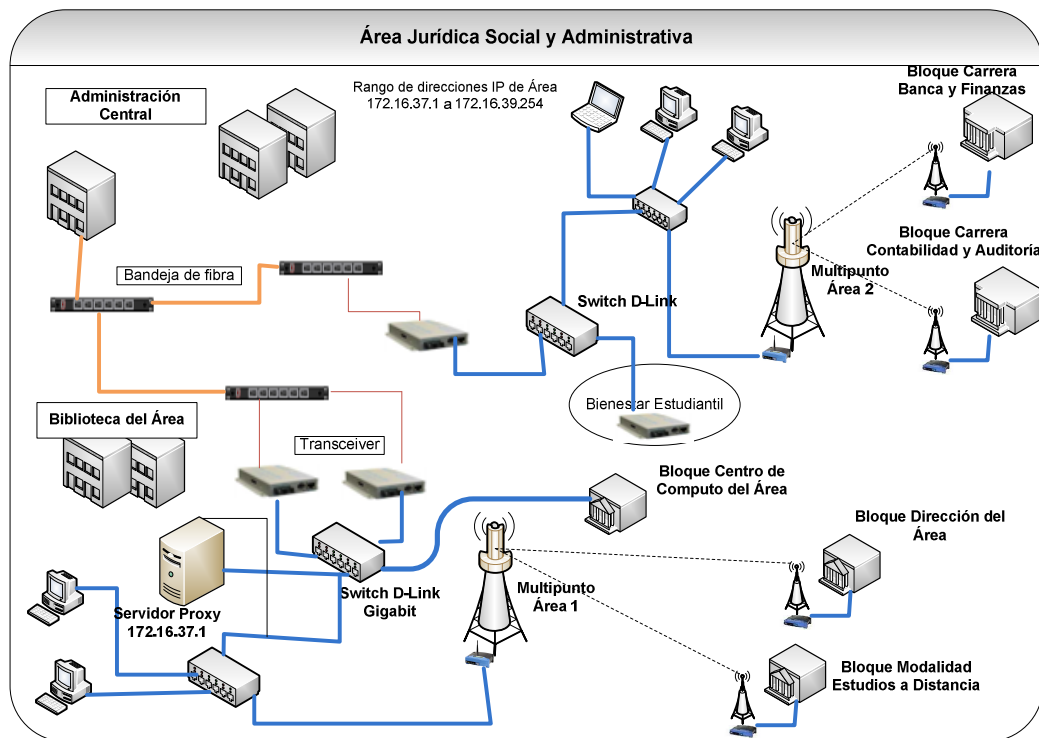 Área Jurídica Social y Administrativa
Administración
Central
Rango de direcciones IP de Área
172.16.37.1 a 172.16.39.254
Bloque Carrera
Banca y Finanzas
Bloque Carrera
Contabilidad y Auditoría
Bandeja de fibra
Multipunto
Área 2
Switch D-Link
Bienestar Estudiantil
Biblioteca del Área
Transceiver
Bloque Centro de
Computo del Área
Bloque Dirección del
Área
Servidor Proxy
172.16.37.1
Switch D-Link
Gigabit
Multipunto
Área 1
Bloque Modalidad
Estudios a Distancia